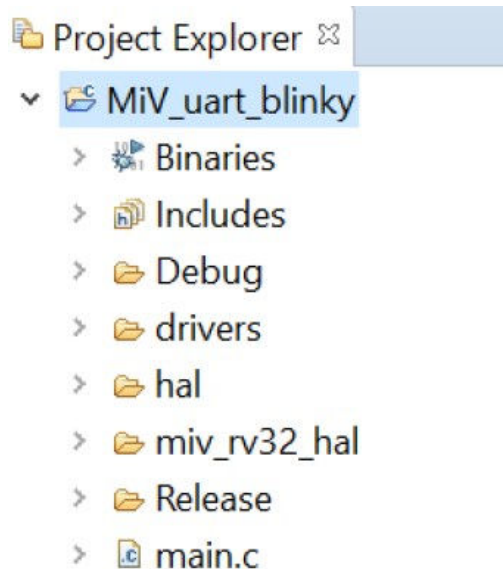 Project Explorer
MiV_uart_blinky
Binaries
Includes
Debug
drivers
hal
miv_rv32_hal
Release
main.c